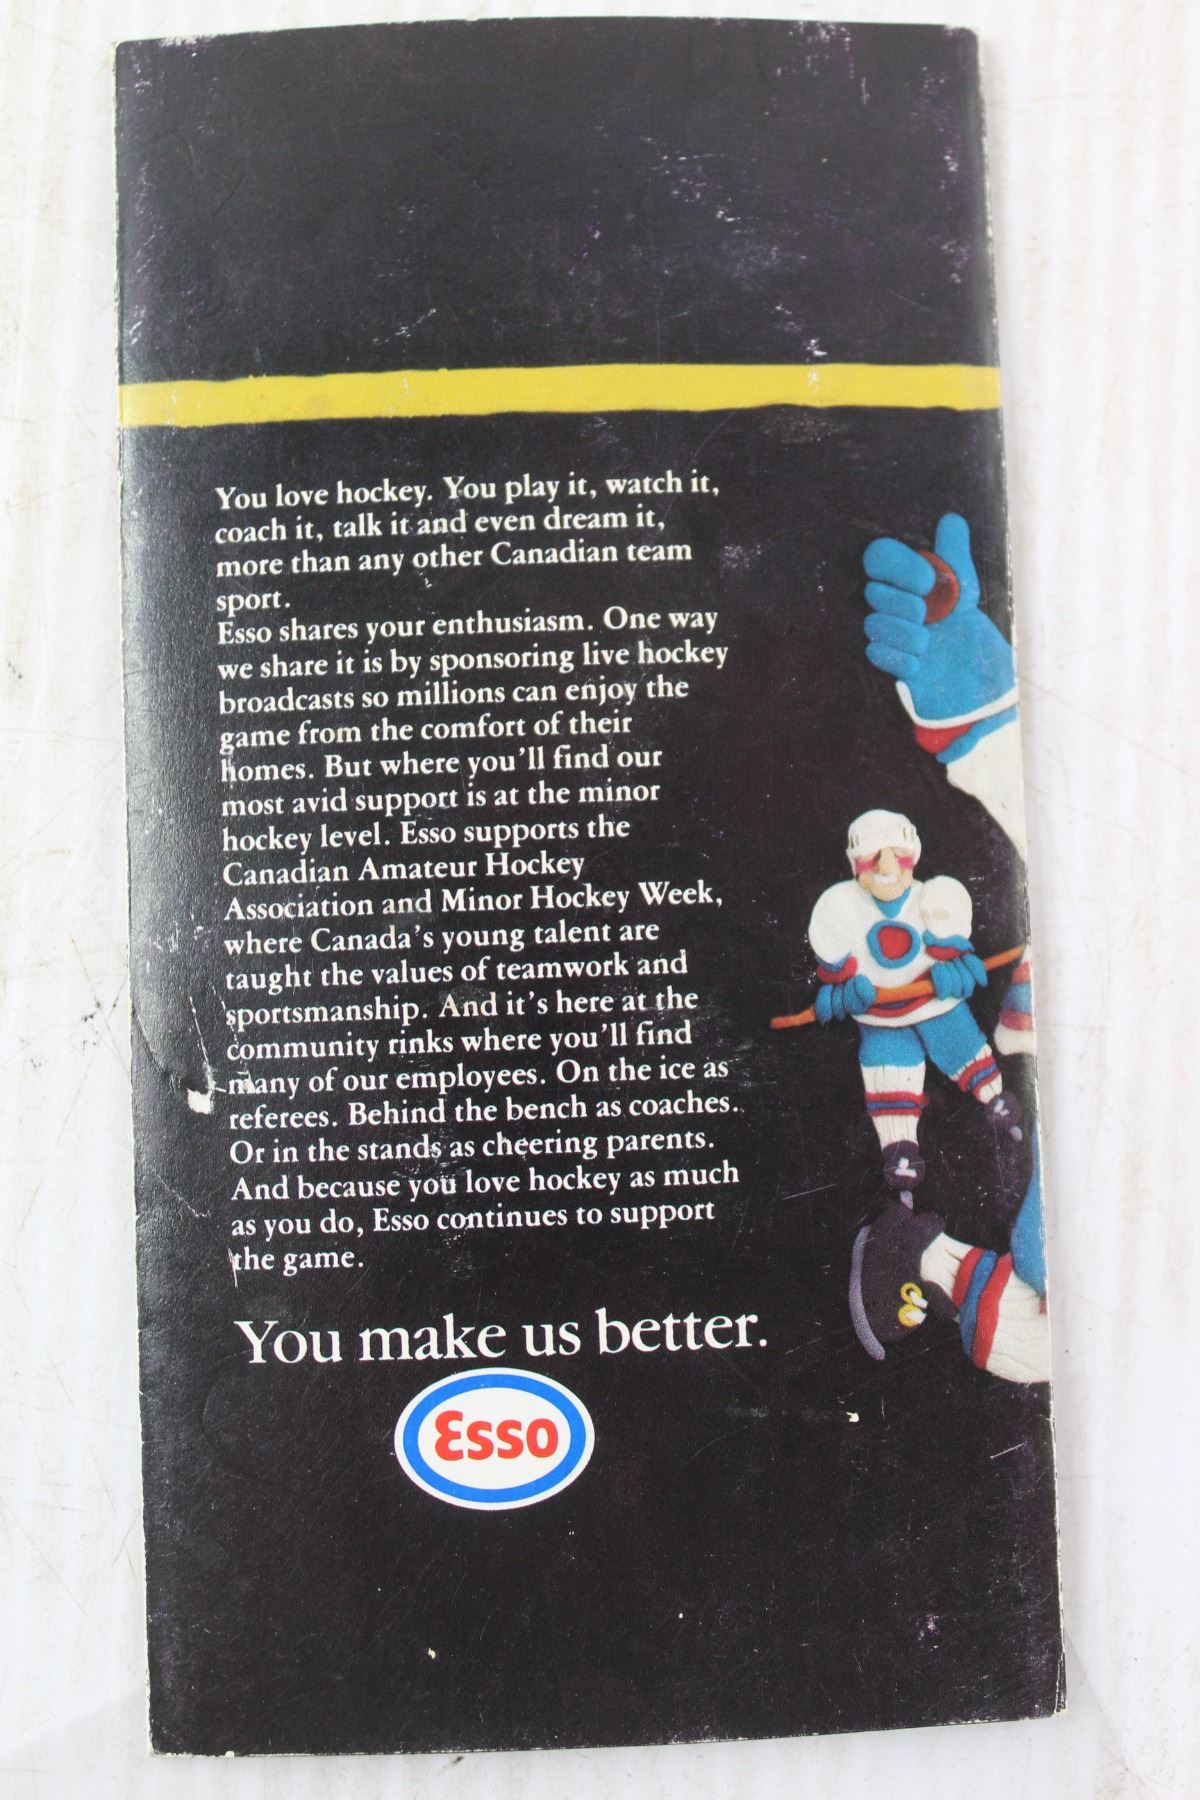 You love hockey. You play it, watch it,
coach it, talk it and even dream it,
more than any other Canadian team
sport.
Esso shares your enthusiasm. One way
we share it is by sponsoring live hockey
broadcasts so millions can enjoy the
game from the comfort of their
homes. But where you'll find our
most avid support is at the minor
hockey level. Esso supports the
Canadian Amateur Hockey
Association and Minor Hockey Week,
where Canada's young talent are
taught the values of teamwork and
sportsmanship. And it's here at the
community rinks where you'll find
many of our employees. On the ice as
referees. Behind the bench as coaches.
Or in the stands as cheering parents.
And because you love hockey as much
as you do, Esso continues to support
the game.
You make us better.
Esso